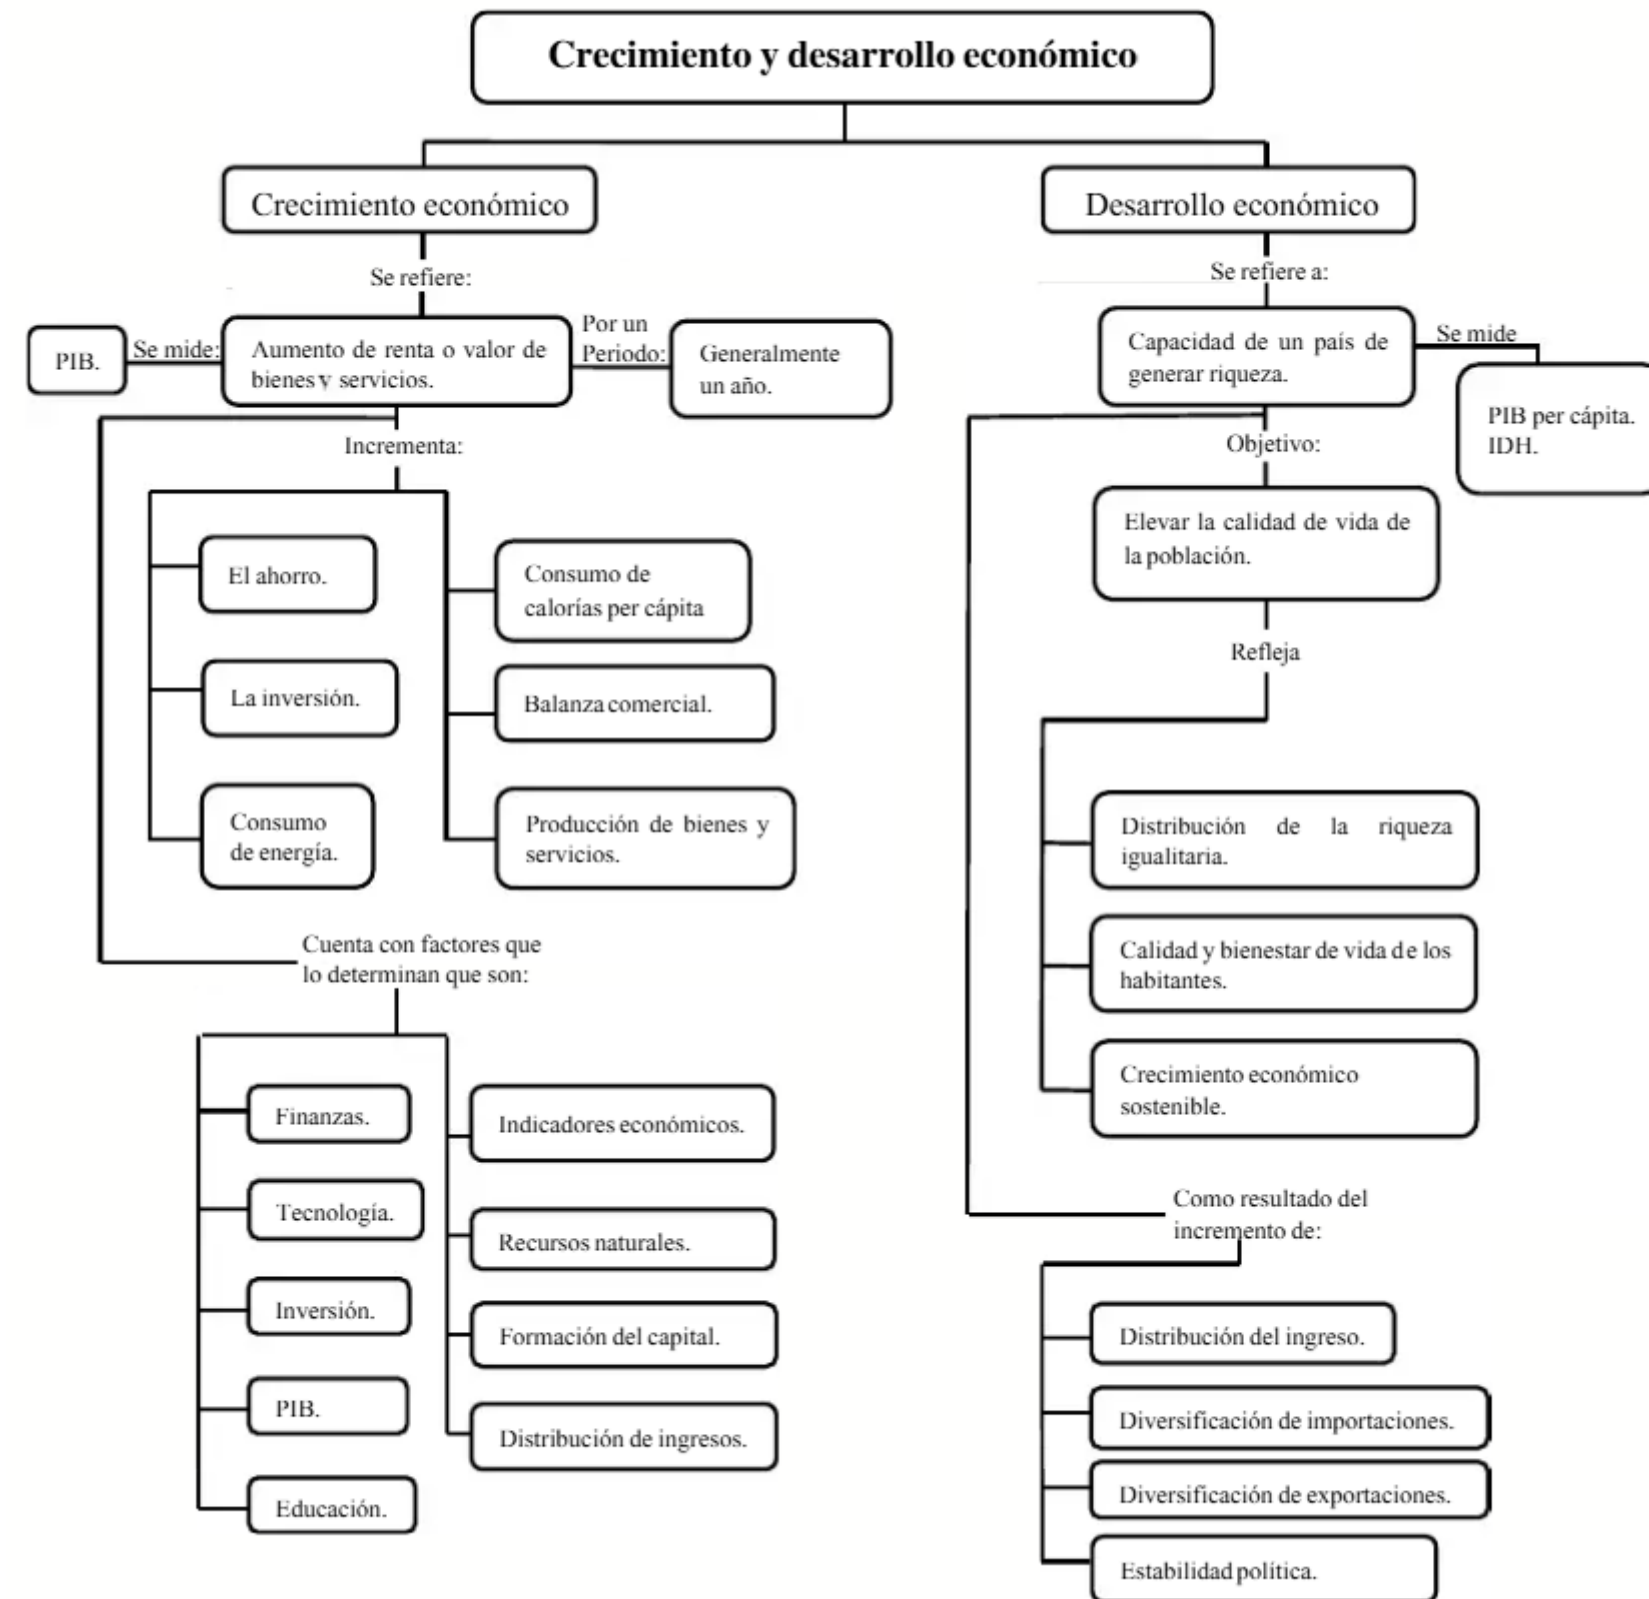 Crecimiento y desarrollo económico
Crecimiento económico
Se refiere:
PIB.
Se mide:
Aumento de renta o valor de
bienes y servicios.
Por un
Periodo:
Generalmente
un año.
Incrementa:
El ahorro.
La inversión.
Consumo
de energía.
Consumo de
calorías per cápita
Balanza comercial.
Producción de bienes y
servicios.
Cuenta con factores que
lo determinan que son:
Finanzas.
Tecnología.
Inversión.
PIB.
Educación.
Indicadores económicos.
Recursos naturales.
Formación del capital.
Distribución de ingresos.
Desarrollo económico
Se refiere a:
Capacidad de un país de
generar riqueza.
Se mide
PIB per cápita.
IDH.
Objetivo:
Elevar la calidad de vida de
la población.
Refleja
Distribución de la riqueza
igualitaria.
Calidad y bienestar de vida de los
habitantes.
Crecimiento económico
sostenible.
Como resultado del
incremento de:
Distribución del ingreso.
Diversificación de importaciones.
Diversificación de exportaciones.
Estabilidad política.